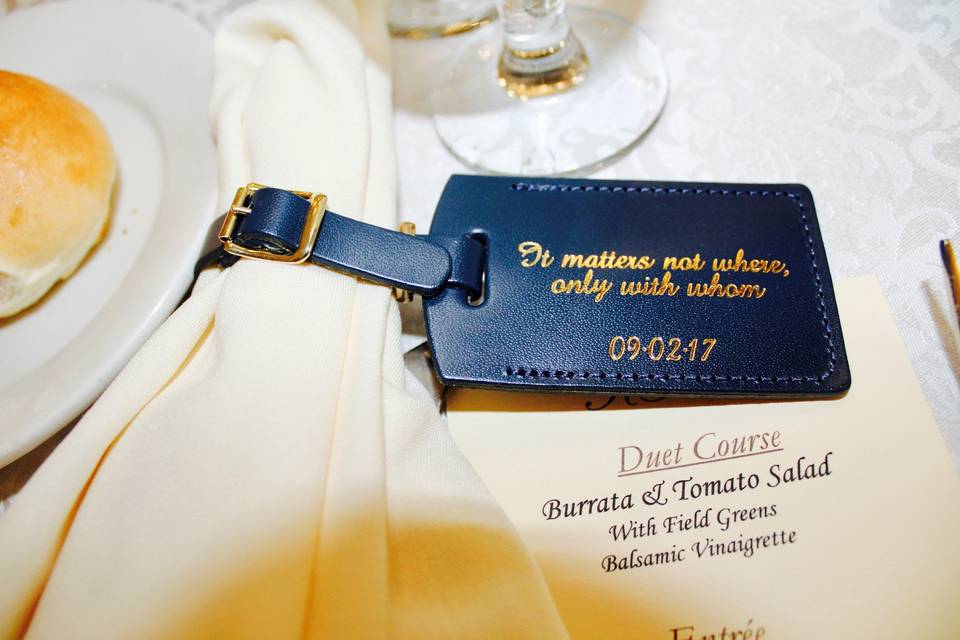 It matters not where,
only with whom
09·02·17
Duet Course
Burrata & Tomato Salad
With Field Greens
Balsamic Vinaigrette
Entrée